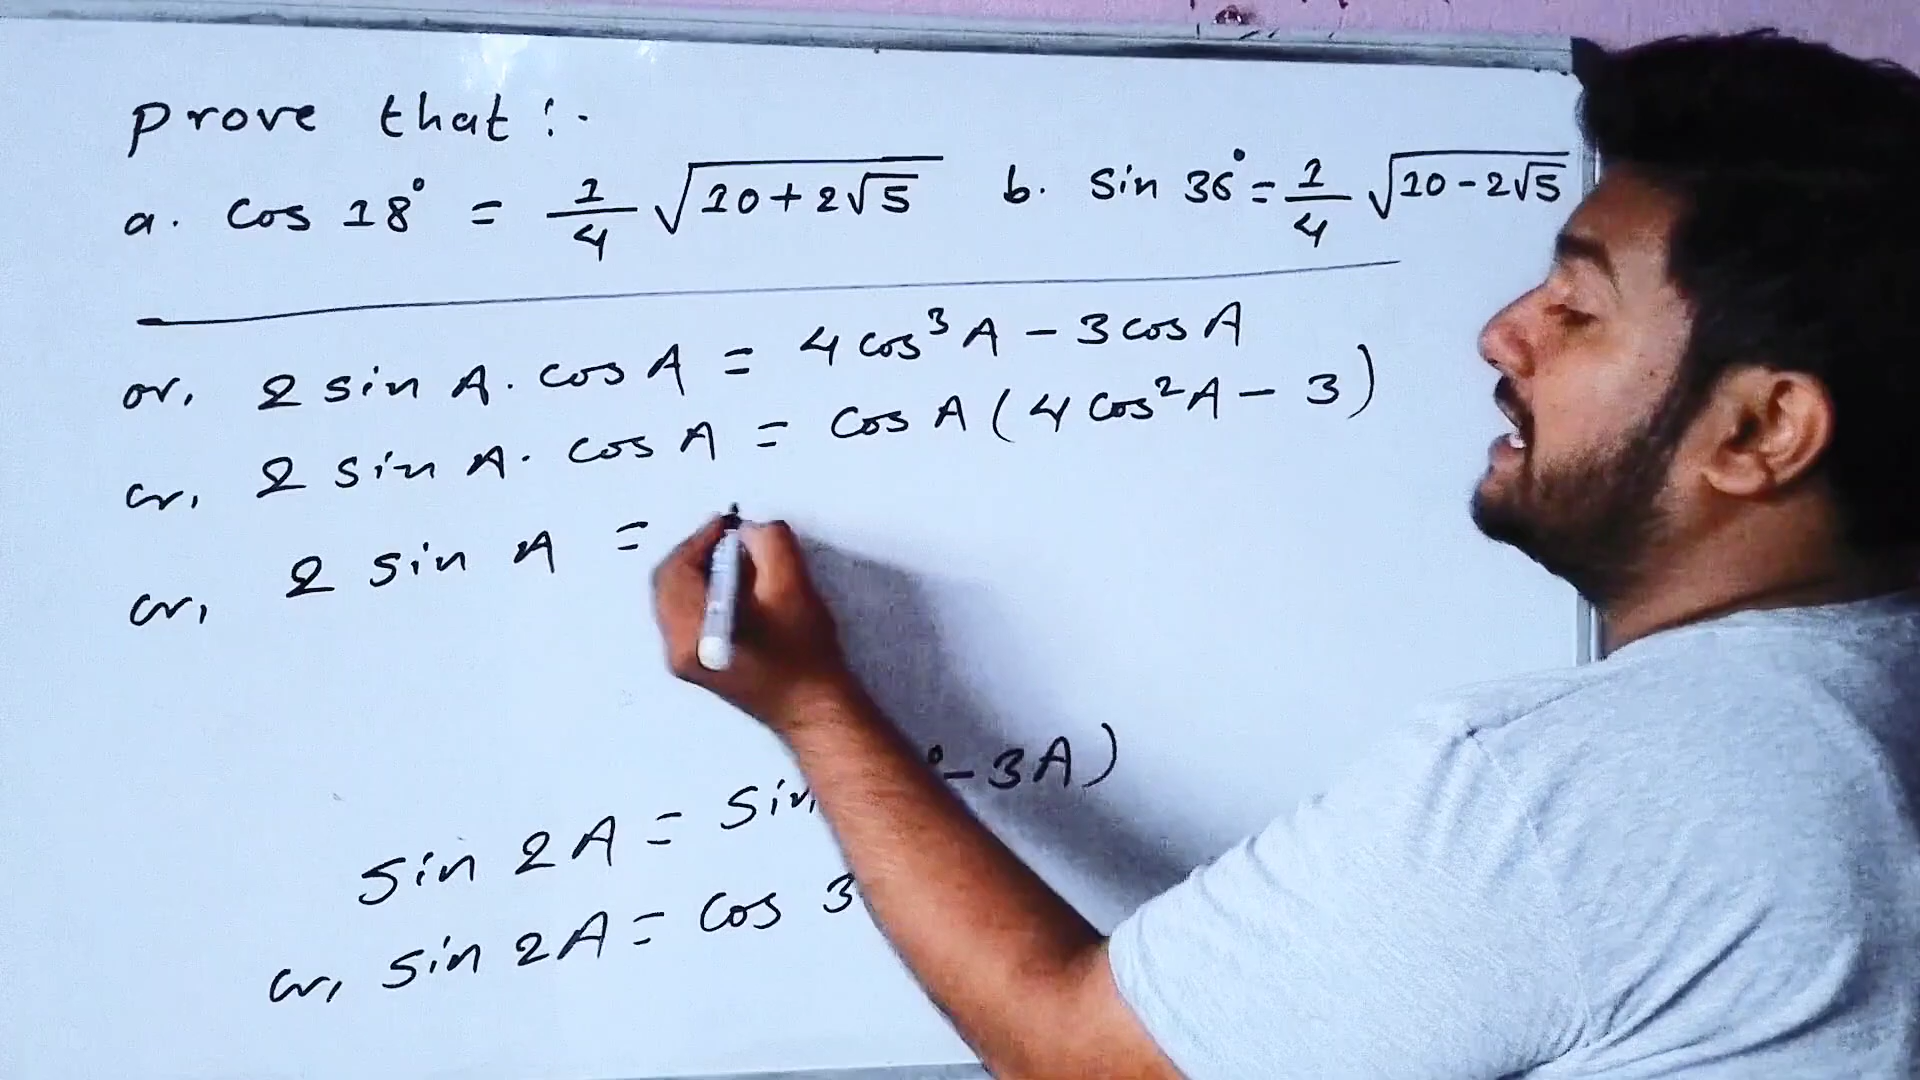 prove that :-
a. cos 18° = 1/4 √(10+2√5) b. sin 36° = 1/4 √(10-2√5)
or, 2 sin A. cos A = 4 cos³ A - 3 cos A
or, 2 sin A. cos A = cos A (4 cos² A - 3)
or, 2 sin A =
sin 2A = sin ° - 3A)
or, sin 2A = cos 3